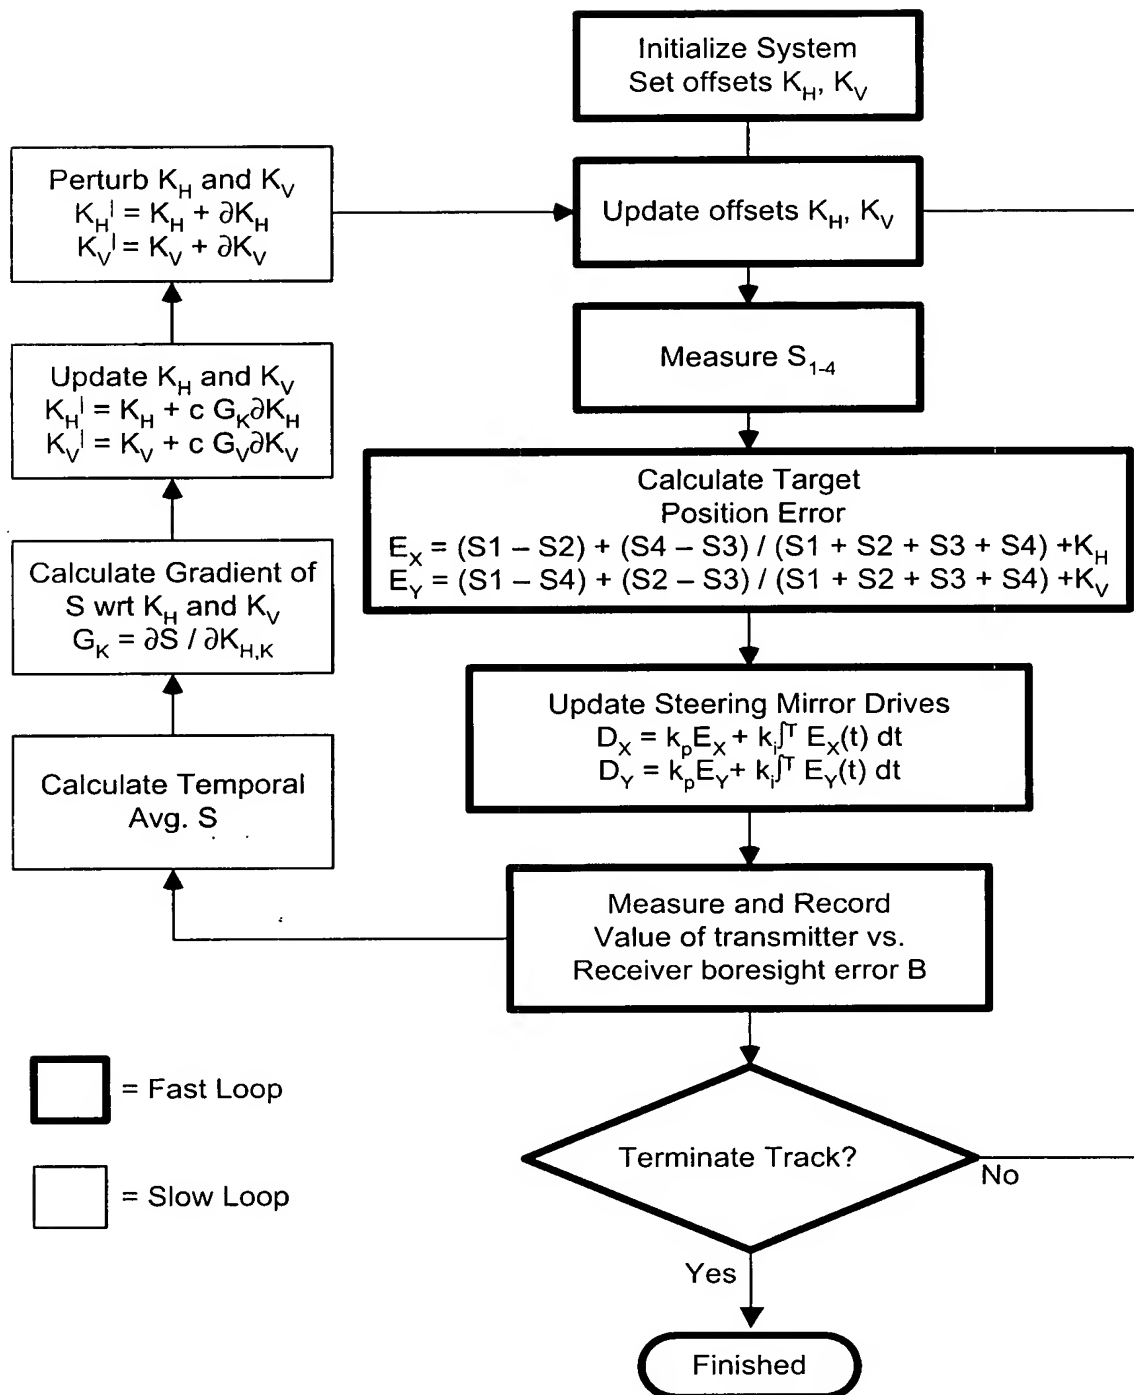 Initialize System
Set offsets K_H, K_V
Perturb K_H and K_V
K_H^| = K_H + ∂K_H
K_V^| = K_V + ∂K_V
Update offsets K_H, K_V
Measure S_1-4
Update K_H and K_V
K_H^| = K_H + c G_K∂K_H
K_V^| = K_V + c G_V∂K_V
Calculate Target
Position Error
E_X = (S1 – S2) + (S4 – S3) / (S1 + S2 + S3 + S4) +K_H
E_Y = (S1 – S4) + (S2 – S3) / (S1 + S2 + S3 + S4) +K_V
Calculate Gradient of
S wrt K_H and K_V
G_K = ∂S / ∂K_H,K
Update Steering Mirror Drives
D_X = k_p E_X + k_i∫^T E_X(t) dt
D_Y = k_p E_Y + k_i∫^T E_Y(t) dt
Calculate Temporal
Avg. S
Measure and Record
Value of transmitter vs.
Receiver boresight error B
= Fast Loop
Terminate Track?
No
= Slow Loop
Yes
Finished